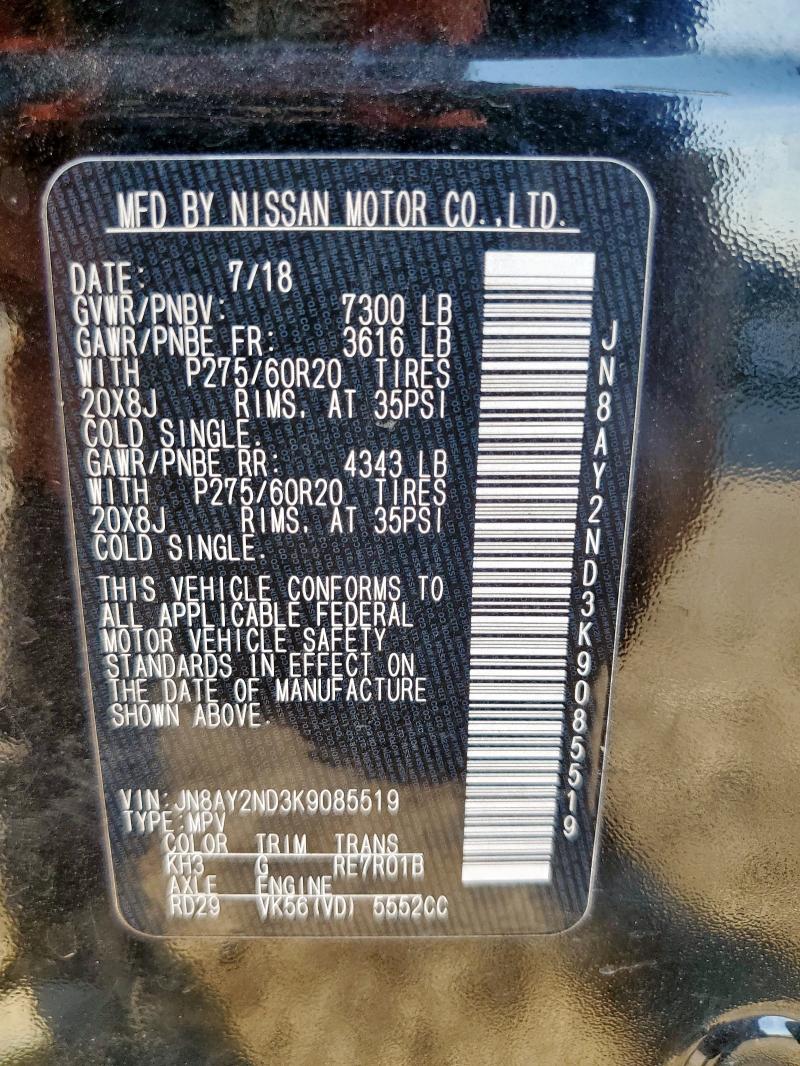 MFD BY NISSAN MOTOR CO.,LTD.
DATE: 7/18
GVWR/PNBV: 7300 LB
GAWR/PNBE FR: 3616 LB
WITH P275/60R20 TIRES
20X8J RIMS, AT 35PSI
COLD SINGLE.
GAWR/PNBE RR: 4343 LB
WITH P275/60R20 TIRES
20X8J RIMS, AT 35PSI
COLD SINGLE.
THIS VEHICLE CONFORMS TO
ALL APPLICABLE FEDERAL
MOTOR VEHICLE SAFETY
STANDARDS IN EFFECT ON
THE DATE OF MANUFACTURE
SHOWN ABOVE.
VIN:JN8AY2ND3K9085519
TYPE:MPV
COLOR TRIM TRANS
KH3 G RE7R01B
AXLE ENGINE
RD29 VK56(VD) 5552CC
JN8AY2ND3K9085519